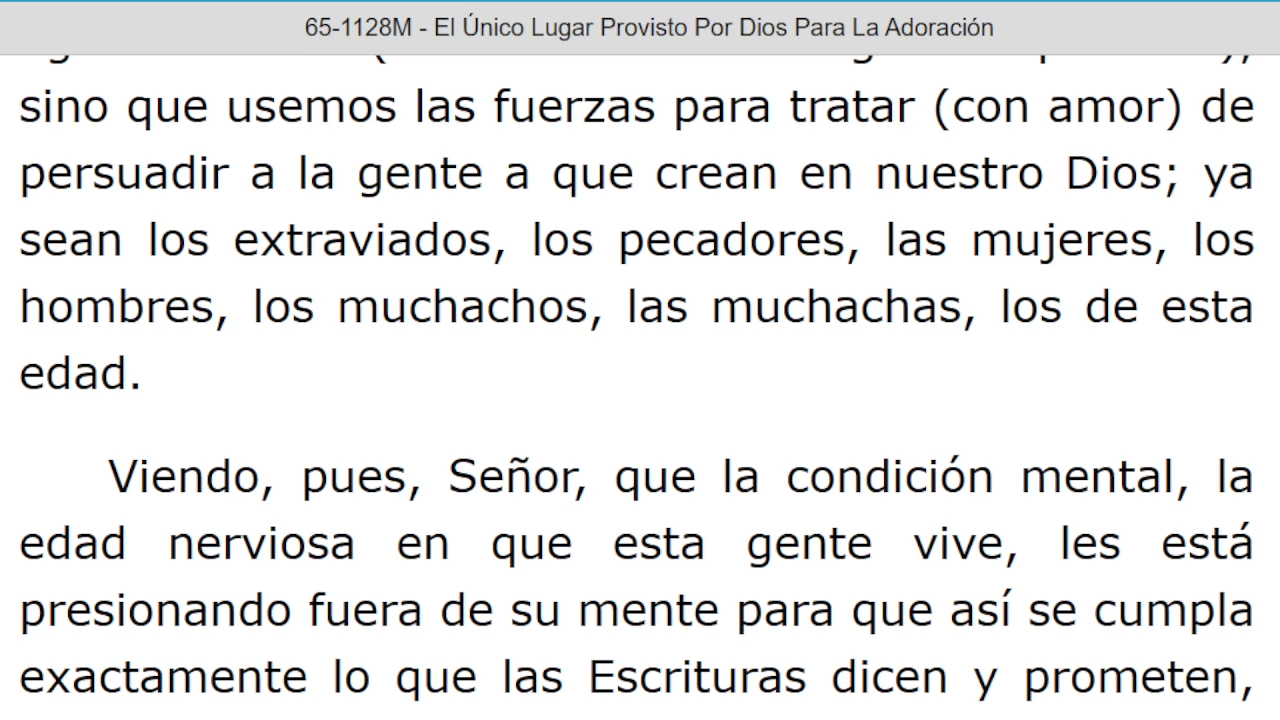 65-1128M - El Único Lugar Provisto Por Dios Para La Adoración
sino que usemos las fuerzas para tratar (con amor) de
persuadir a la gente a que crean en nuestro Dios; ya
sean los extraviados, los pecadores, las mujeres, los
hombres, los muchachos, las muchachas, los de esta
edad.
Viendo, pues, Señor, que la condición mental, la
edad nerviosa en que esta gente vive, les está
presionando fuera de su mente para que así se cumpla
exactamente lo que las Escrituras dicen y prometen,